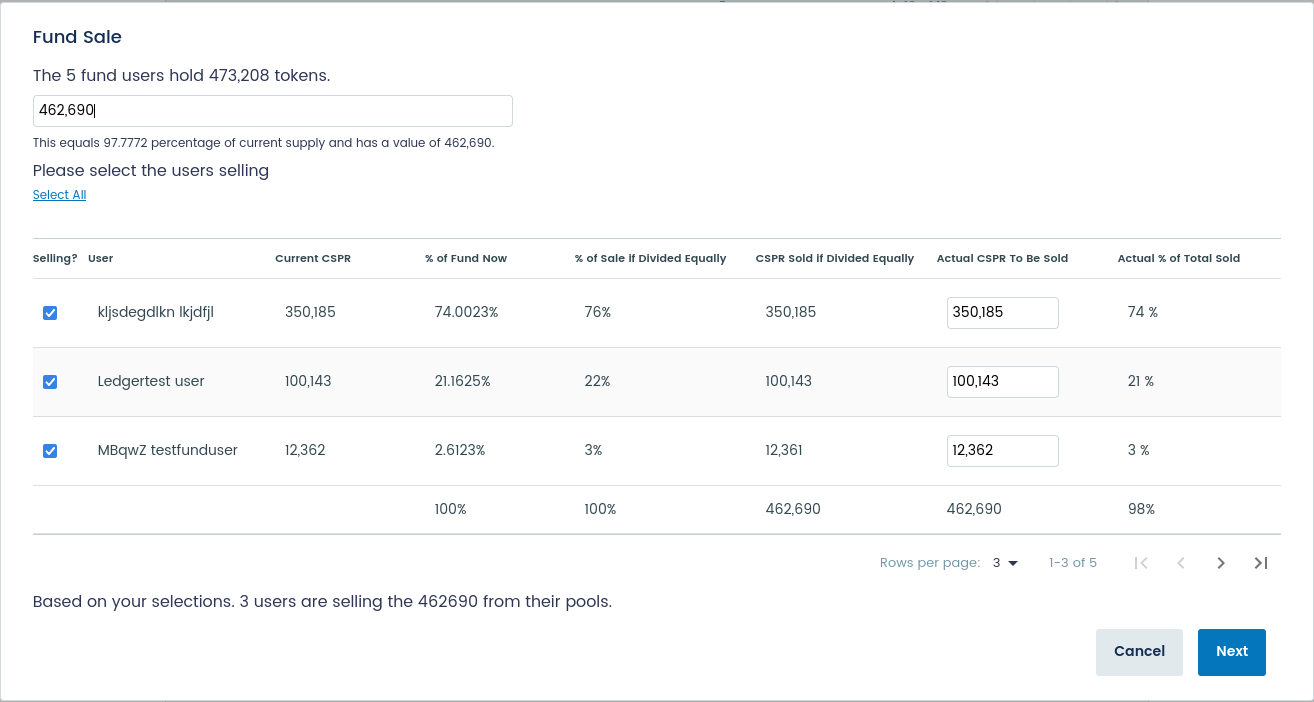 Fund Sale
The 5 fund users hold 473,208 tokens.
462,690
This equals 97.7772 percentage of current supply and has a value of 462,690.
Please select the users selling
Select All
Selling? User Current CSPR % of Fund Now % of Sale if Divided Equally CSPR Sold if Divided Equally Actual CSPR To Be Sold Actual % of Total Sold
kljsdegdlkn lkjdfjl 350,185 74.0023% 76% 350,185 350,185 74 %
Ledgertest user 100,143 21.1625% 22% 100,143 100,143 21 %
MBqwZ testfunduser 12,362 2.6123% 3% 12,361 12,362 3 %
100% 100% 462,690 462,690 98%
Rows per page: 3 1-3 of 5
Based on your selections. 3 users are selling the 462690 from their pools.
Cancel Next